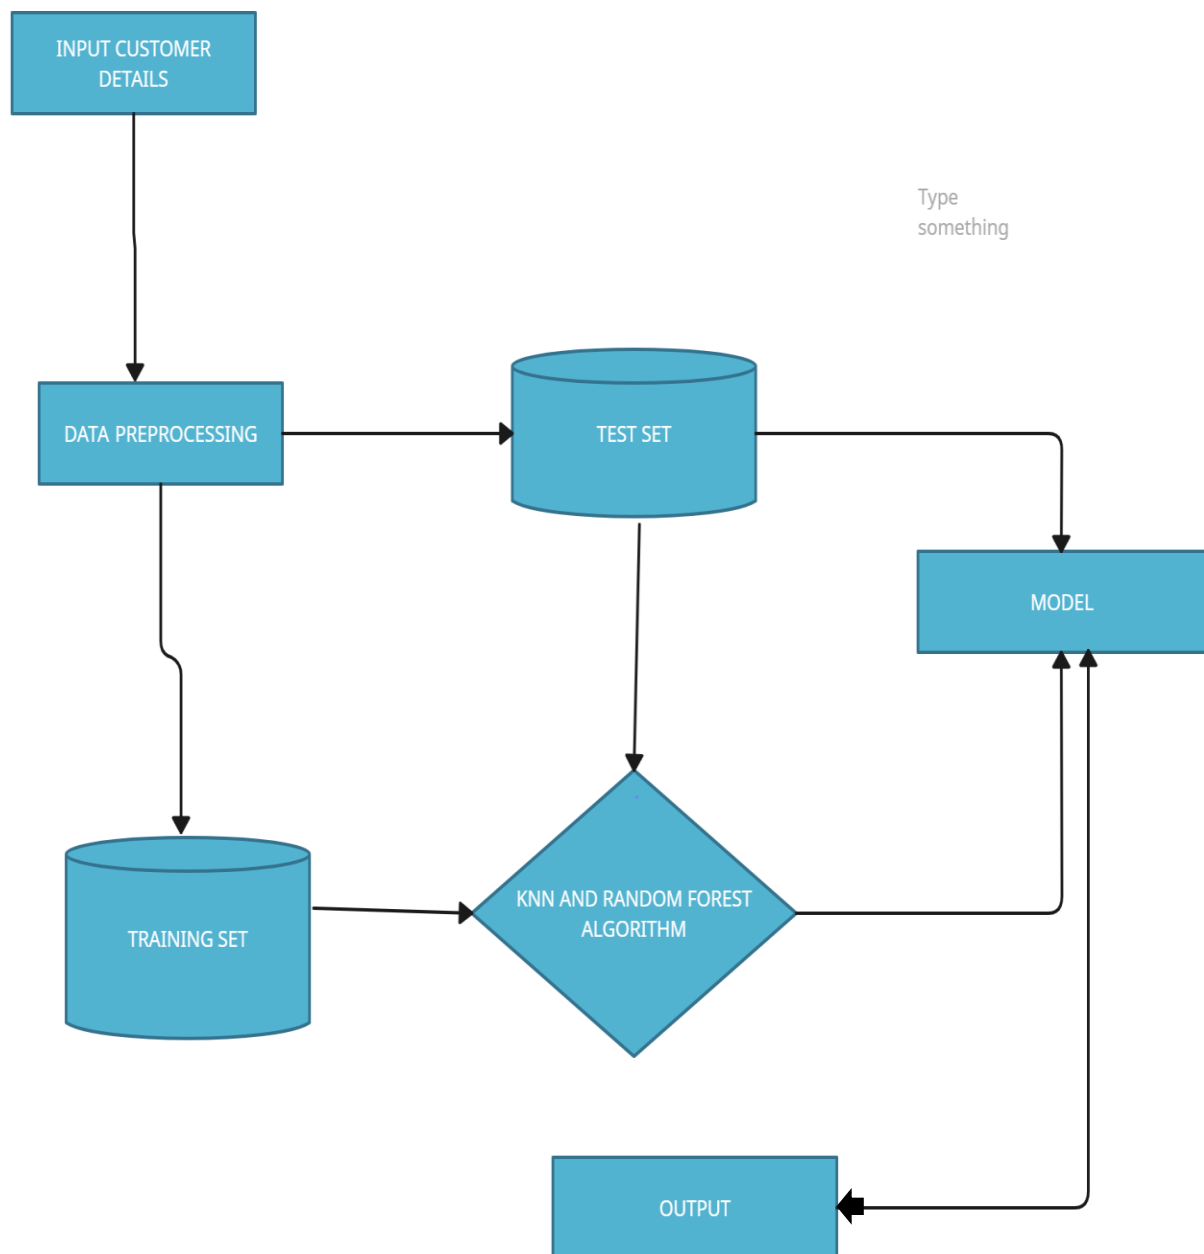 INPUT CUSTOMER
DETAILS
Type
something
DATA PREPROCESSING
TEST SET
MODEL
KNN AND RANDOM FOREST
ALGORITHM
TRAINING SET
OUTPUT